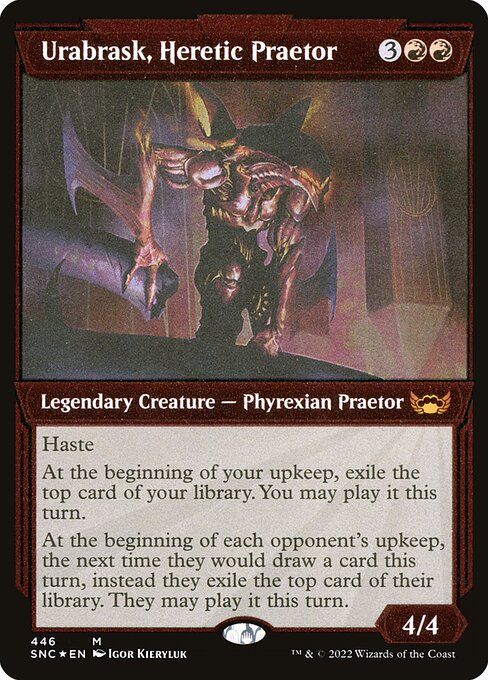 Urabrask, Heretic Praetor 3
Legendary Creature — Phyrexian Praetor
Haste
At the beginning of your upkeep, exile the
top card of your library. You may play it this
turn.
At the beginning of each opponent's upkeep,
the next time they would draw a card this
turn, instead they exile the top card of their
library. They may play it this turn.
4/4
446 M
SNC★EN Igor Kieryluk
™ & © 2022 Wizards of the Coast